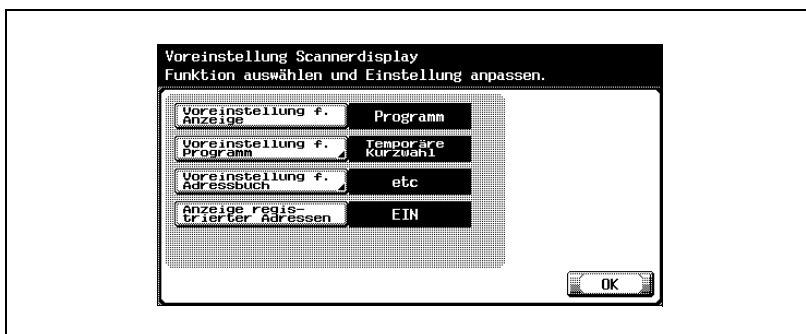 Voreinstellung Scannerdisplay
Funktion auswählen und Einstellung anpassen.
Voreinstellung f.
Anzeige
Programm
Voreinstellung f.
Programm
Temporäre
Kurzwahl
Voreinstellung f.
Adressbuch
etc
Anzeige regis-
trierter Adressen
EIN
OK